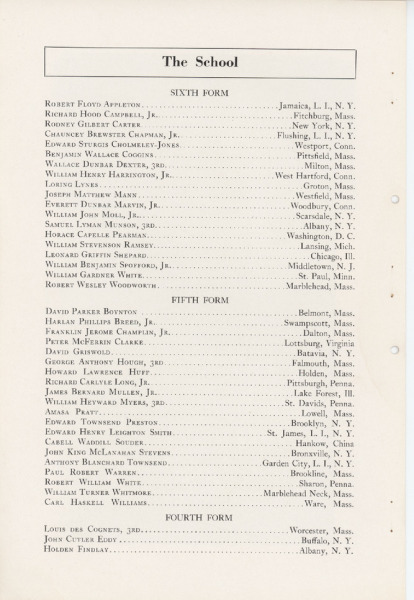 The School
SIXTH FORM
Robert Floyd Appleton Jamaica, L. I., N. Y.
Richard Hood Campbell, Jr. Fitchburg, Mass.
Rodney Gilbert Carter New York, N. Y.
Chauncey Brewster Chapman, Jr. Flushing, L. I., N. Y.
Edward Sturgis Cholmeley-Jones Westport, Conn.
Benjamin Wallace Coggins Pittsfield, Mass.
Wallace Dunbar Dexter, 3rd Milton, Mass.
William Henry Harrington, Jr. West Hartford, Conn.
Loring Lynes Groton, Mass.
Joseph Matthew Mann Westfield, Mass.
Everett Dunbar Marvin, Jr. Woodbury, Conn.
William John Moll, Jr. Scarsdale, N. Y.
Samuel Lyman Munson, 3rd Albany, N. Y.
Horace Capelle Pearman Washington, D. C.
William Stevenson Ramsey Lansing, Mich.
Leonard Griffin Shepard Chicago, Ill.
William Benjamin Spofford, Jr. Middletown, N. J.
William Gardner White St. Paul, Minn.
Robert Wesley Woodworth Marblehead, Mass.
FIFTH FORM
David Parker Boynton Belmont, Mass.
Harlan Phillips Breed, Jr. Swampscott, Mass.
Franklin Jerome Champlin, Jr. Dalton, Mass.
Peter McFerrin Clarke Lottsburg, Virginia
David Griswold Batavia, N. Y.
George Anthony Hough, 3rd Falmouth, Mass.
Howard Lawrence Huff Holden, Mass.
Richard Carlyle Long, Jr. Pittsburgh, Penna.
James Bernard Mullen, Jr. Lake Forest, Ill.
William Heyward Myers, 3rd St. Davids, Penna.
Amasa Pratt Lowell, Mass.
Edward Townsend Preston Brooklyn, N. Y.
Edward Henry Leighton Smith St. James, L. I., N. Y.
Cabell Waddill Souder Hankow, China
John King McLanahan Stevens Bronxville, N. Y.
Anthony Blanchard Townsend Garden City, L. I., N. Y.
Paul Robert Warren Brookline, Mass.
Robert William White Sharon, Penna.
William Turner Whitmore Marblehead Neck, Mass.
Carl Haskell Williams Ware, Mass.
FOURTH FORM
Louis des Cognets, 3rd Worcester, Mass.
John Cutler Eddy Buffalo, N. Y.
Holden Findlay Albany, N. Y.